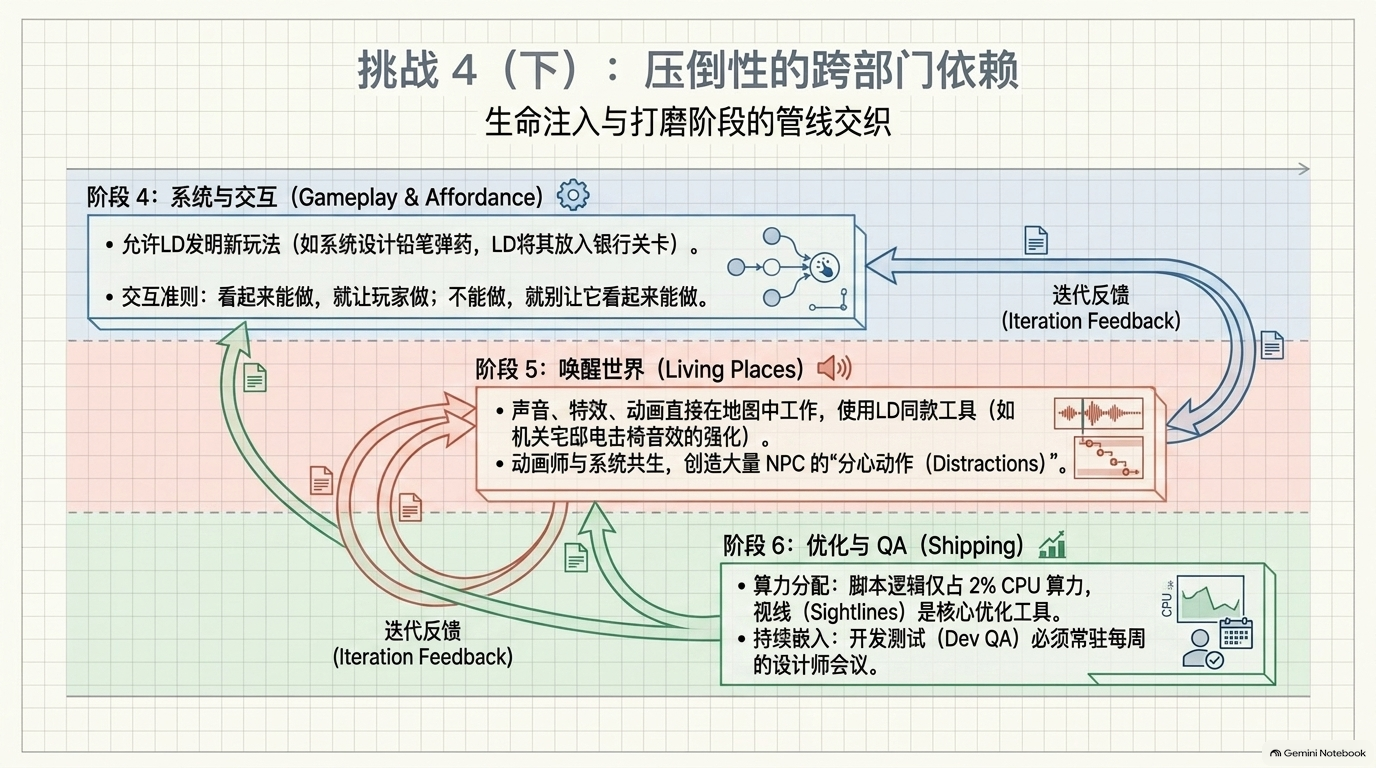 挑战 4（下）：压倒性的跨部门依赖
生命注入与打磨阶段的管线交织
阶段 4：系统与交互（Gameplay & Affordance）
• 允许LD发明新玩法（如系统设计铅笔弹药，LD将其放入银行关卡）。
• 交互准则：看起来能做，就让玩家做；不能做，就别让它看起来能做。
迭代反馈
(Iteration Feedback)
阶段 5：唤醒世界（Living Places）
• 声音、特效、动画直接在地图中工作，使用LD同款工具（如
机关宅邸电击椅音效的强化）。
• 动画师与系统共生，创造大量 NPC 的“分心动作（Distractions）”。
迭代反馈
(Iteration Feedback)
阶段 6：优化与 QA（Shipping）
• 算力分配：脚本逻辑仅占 2% CPU 算力，
视线（Sightlines）是核心优化工具。
• 持续嵌入：开发测试（Dev QA）必须常驻每周
的设计师会议。
CPU
Gemini Notebook